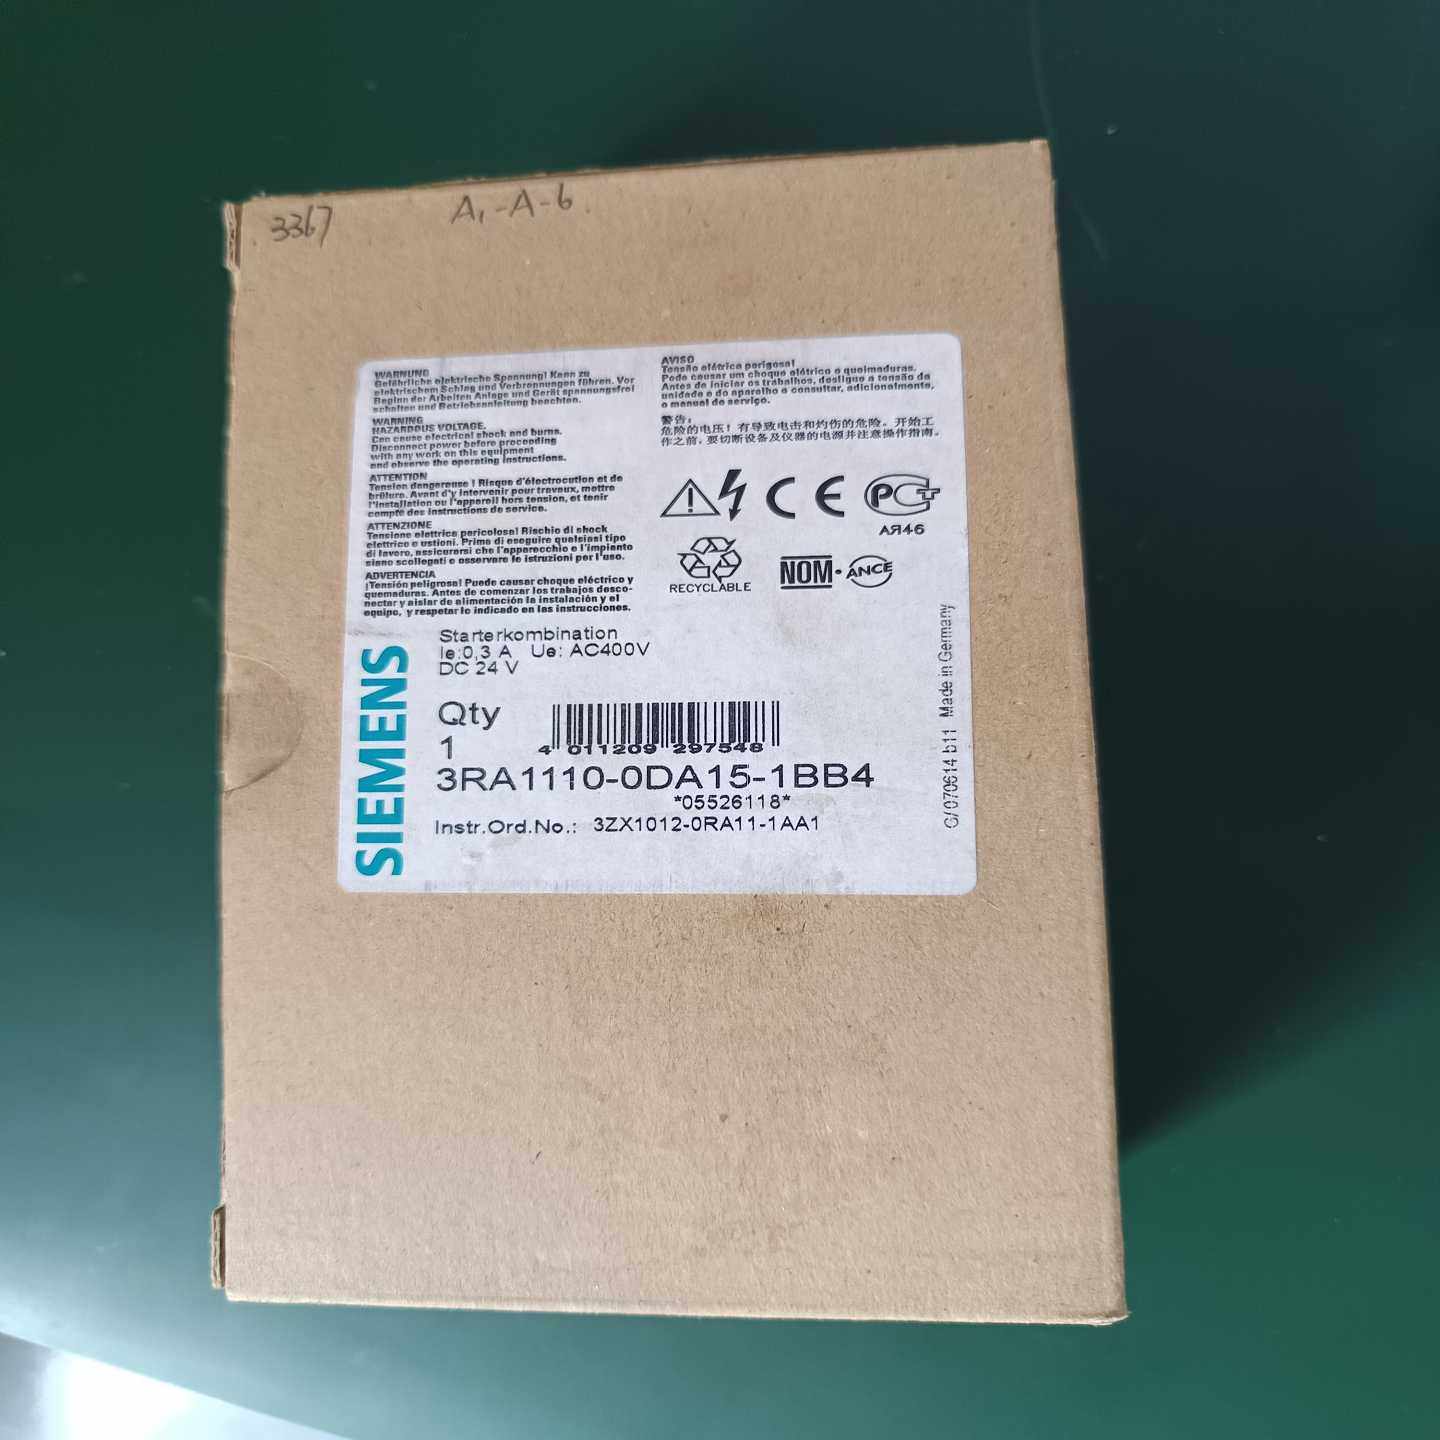 3367
A1-A-6
WARNUNG
Gefährliche elektrische Spannung! Kann zu
elektrischem Schlag und Verbrennungen führen. Vor
Beginn der Arbeiten Anlage und Gerät spannungsfrei
schalten und Betriebsanleitung beachten.
WARNING
HAZARDOUS VOLTAGE.
Can cause electrical shock and burns.
Disconnect power before proceeding
with any work on this equipment
and observe the operating instructions.
ATTENTION
Tension dangereuse ! Risque d'électrocution et de
brûlure. Avant d'y intervenir pour travaux, mettre
l'installation ou l'appareil hors tension, et tenir
compte des instructions de service.
ATTENZIONE
Tensione elettrica pericolosa! Rischio di shock
elettrico e ustioni. Prima di eseguire qualsiasi tipo
di lavoro, assicurarsi che l'apparecchio e l'impianto
siano scollegati e osservare le istruzioni per l'uso.
ADVERTENCIA
¡Tensión peligrosa! Puede causar choque eléctrico y
quemaduras. Antes de comenzar los trabajos desco-
nectar y aislar de alimentación la instalación y el
equipo, y respetar lo indicado en las instrucciones.
AVISO
Tensão elétrica perigosa!
Pode causar um choque elétrico e queimaduras.
Antes de iniciar os trabalhos, desligue a tensão da
unidade e do aparelho e consultar, adicionalmente,
o manual de serviço.
警告:
危险的电压! 有导致电击和灼伤的危险。开始工
作之前, 要切断设备及仪器的电源并注意操作指南。
CE
PCT
АЯ46
RECYCLABLE
NOM-ANCE
SIEMENS
Starterkombination
Ie:0,3 A Ue: AC400V
DC 24 V
Qty
1
4 011209 297548
3RA1110-0DA15-1BB4
*05526118*
Instr.Ord.No.: 3ZX1012-0RA11-1AA1
G/070614 b11 Made in Germany